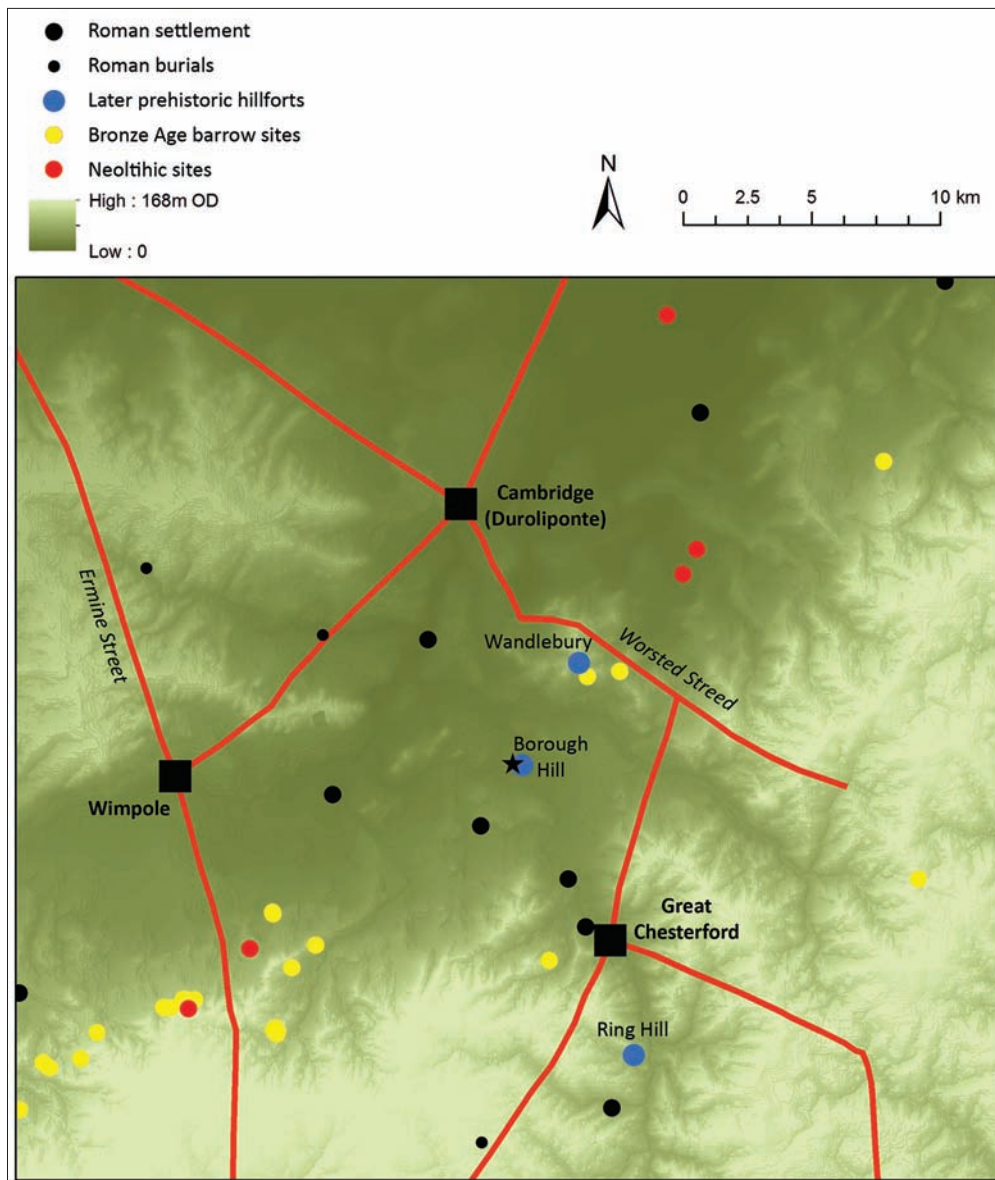 Roman settlement
Roman burials
Later prehistoric hillforts
Bronze Age barrow sites
Neoltihic sites
High : 168m OD
Low : 0
N
0 2.5 5 10 km
Cambridge
(Duroliponte)
Ermine Street
Wandlebury
Worsted Streed
Borough
Hill
Wimpole
Great
Chesterford
Ring Hill